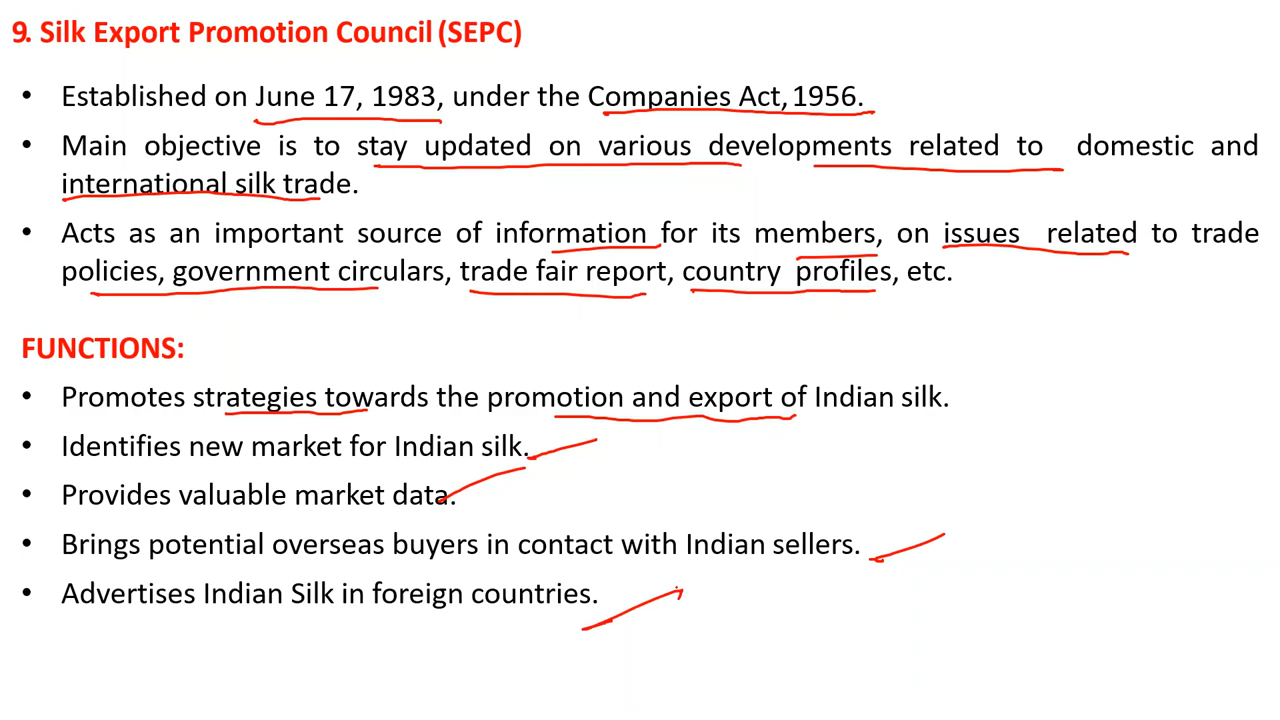 9. Silk Export Promotion Council (SEPC)
• Established on June 17, 1983, under the Companies Act, 1956.
• Main objective is to stay updated on various developments related to domestic and
international silk trade.
• Acts as an important source of information for its members, on issues related to trade
policies, government circulars, trade fair report, country profiles, etc.
FUNCTIONS:
• Promotes strategies towards the promotion and export of Indian silk.
• Identifies new market for Indian silk.
• Provides valuable market data.
• Brings potential overseas buyers in contact with Indian sellers.
• Advertises Indian Silk in foreign countries.